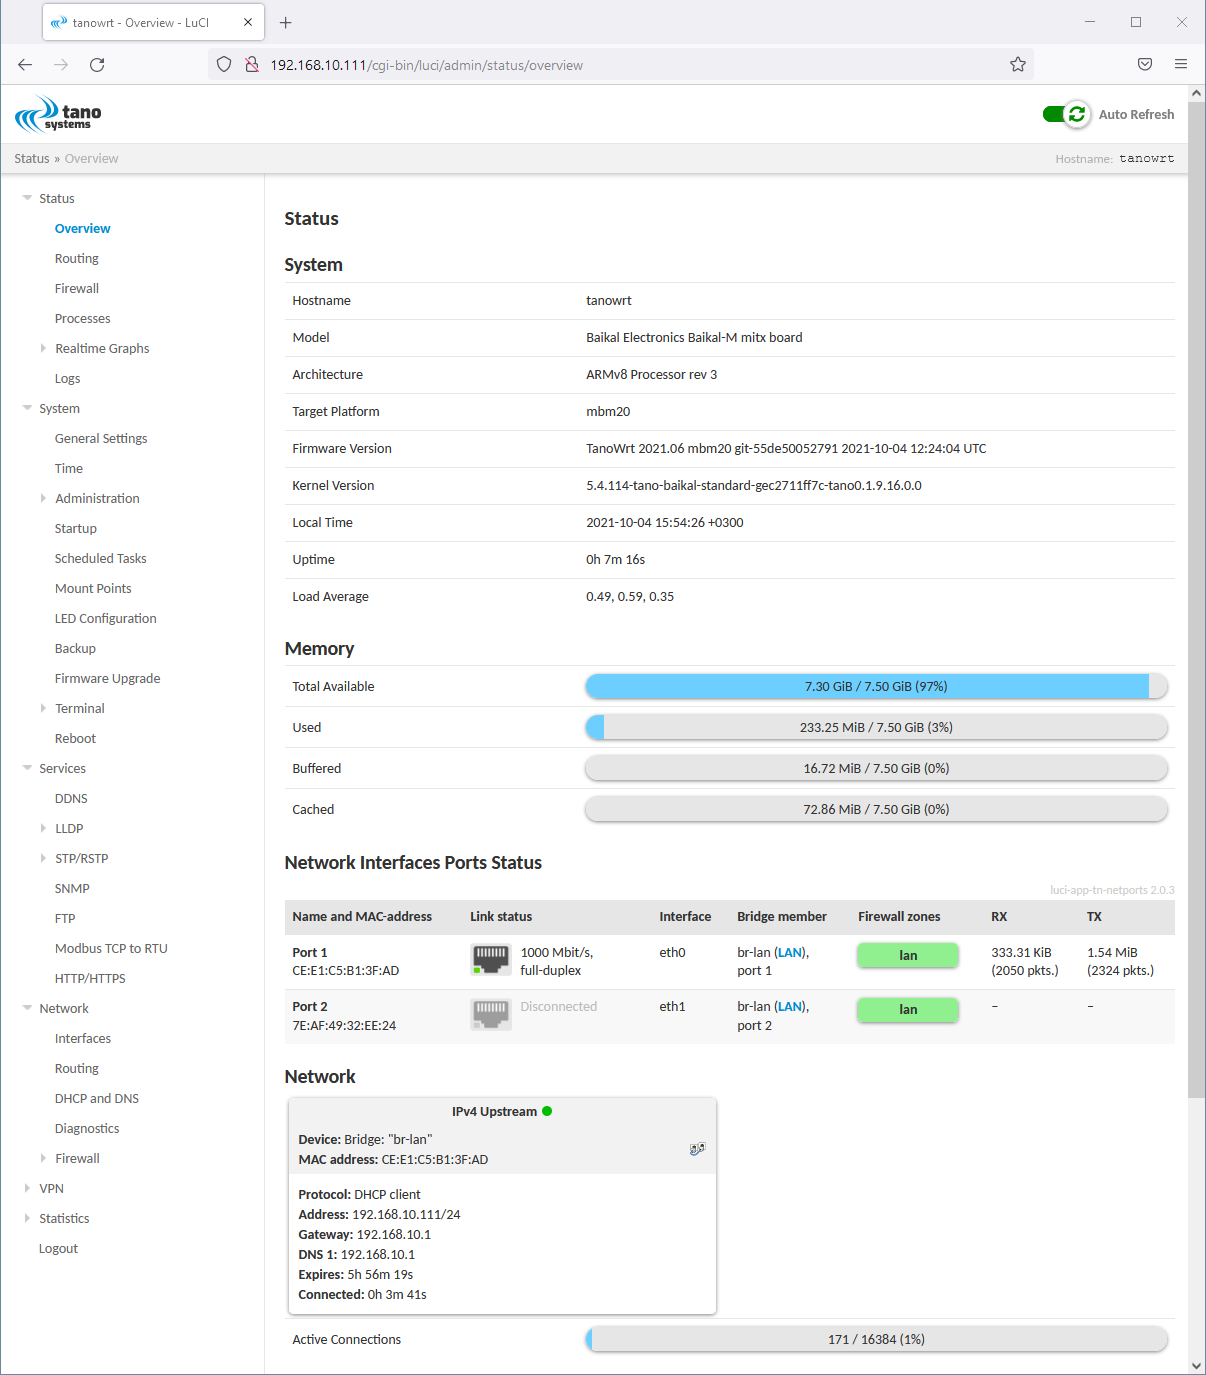 tanowrt - Overview - LuCI
192.168.10.111/cgi-bin/luci/admin/status/overview
tano
systems
Auto Refresh
Status » Overview
Hostname: tanowrt
Status
Overview
Routing
Firewall
Processes
Realtime Graphs
Logs
System
General Settings
Time
Administration
Startup
Scheduled Tasks
Mount Points
LED Configuration
Backup
Firmware Upgrade
Terminal
Reboot
Services
DDNS
LLDP
STP/RSTP
SNMP
FTP
Modbus TCP to RTU
HTTP/HTTPS
Network
Interfaces
Routing
DHCP and DNS
Diagnostics
Firewall
VPN
Statistics
Logout
Status
System
Hostname tanowrt
Model Baikal Electronics Baikal-M mitx board
Architecture ARMv8 Processor rev 3
Target Platform mbm20
Firmware Version TanoWrt 2021.06 mbm20 git-55de50052791 2021-10-04 12:24:04 UTC
Kernel Version 5.4.114-tano-baikal-standard-gec2711ff7c-tano0.1.9.16.0.0
Local Time 2021-10-04 15:54:26 +0300
Uptime 0h 7m 16s
Load Average 0.49, 0.59, 0.35
Memory
Total Available 7.30 GiB / 7.50 GiB (97%)
Used 233.25 MiB / 7.50 GiB (3%)
Buffered 16.72 MiB / 7.50 GiB (0%)
Cached 72.86 MiB / 7.50 GiB (0%)
Network Interfaces Ports Status
luci-app-tn-netports 2.0.3
Name and MAC-address Link status Interface Bridge member Firewall zones RX TX
Port 1 1000 Mbit/s, eth0 br-lan (LAN), lan 333.31 KiB 1.54 MiB
CE:E1:C5:B1:3F:AD full-duplex port 1 (2050 pkts.) (2324 pkts.)
Port 2 Disconnected eth1 br-lan (LAN), lan – –
7E:AF:49:32:EE:24 port 2
Network
IPv4 Upstream
Device: Bridge: "br-lan"
MAC address: CE:E1:C5:B1:3F:AD
Protocol: DHCP client
Address: 192.168.10.111/24
Gateway: 192.168.10.1
DNS 1: 192.168.10.1
Expires: 5h 56m 19s
Connected: 0h 3m 41s
Active Connections 171 / 16384 (1%)